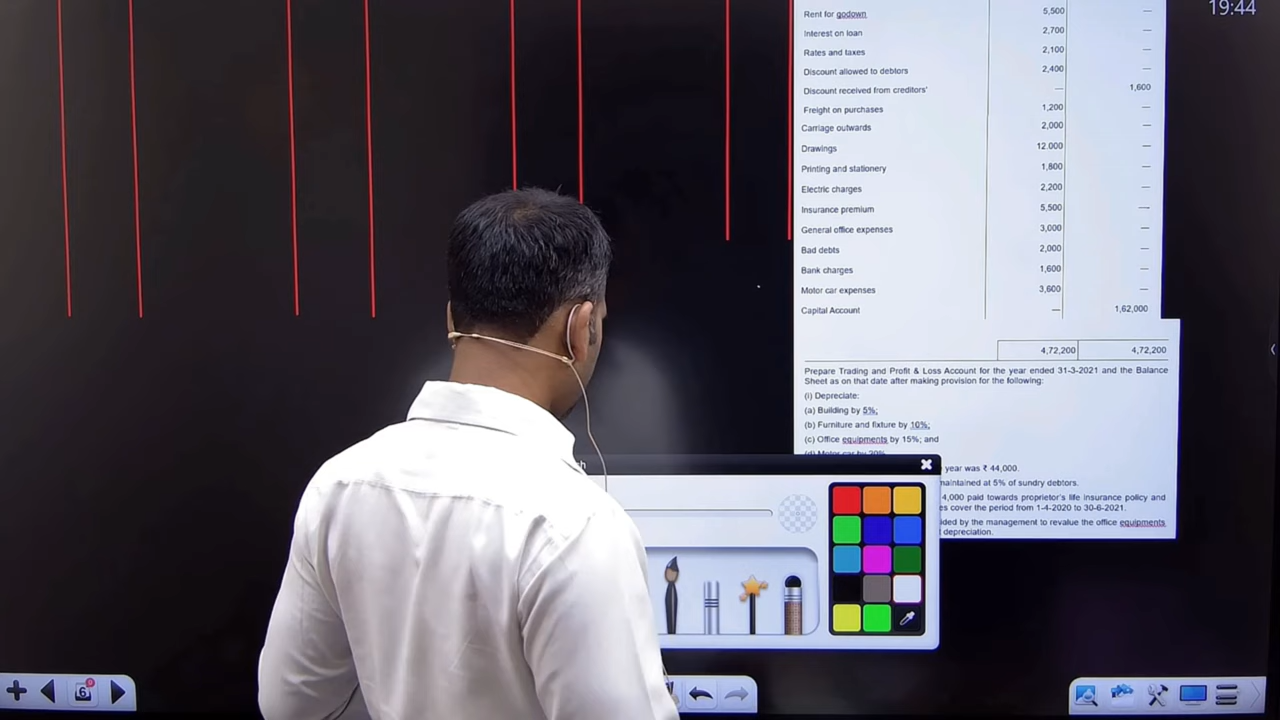 19:44
Rent for godown 5,500 —
Interest on loan 2,700 —
Rates and taxes 2,100 —
Discount allowed to debtors 2,400 —
Discount received from creditors' — 1,600
Freight on purchases 1,200 —
Carriage outwards 2,000 —
Drawings 12.000 —
Printing and stationery 1,800 —
Electric charges 2,200 —
Insurance premium 5,500 —
General office expenses 3,000 —
Bad debts 2,000 —
Bank charges 1,600 —
Motor car expenses 3,600 —
Capital Account — 1,62,000
4,72,200 4,72,200
Prepare Trading and Profit & Loss Account for the year ended 31-3-2021 and the Balance
Sheet as on that date after making provision for the following:
(i) Depreciate:
(a) Building by 5%;
(b) Furniture and fixture by 10%;
(c) Office equipments by 15%; and
(d) Motor car by 20%
year was ₹ 44,000.
maintained at 5% of sundry debtors.
4,000 paid towards proprietor's life insurance policy and
cover the period from 1-4-2020 to 30-6-2021.
by the management to revalue the office equipments
depreciation.
6